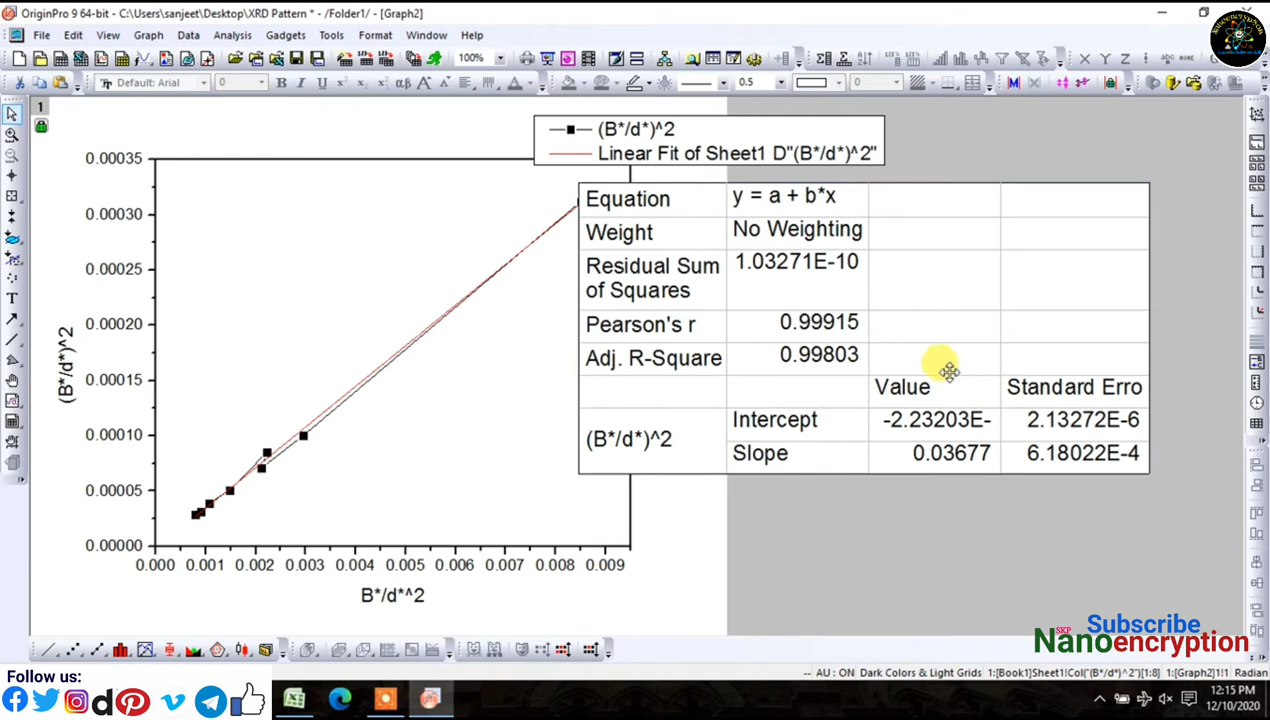 OriginPro 9 64-bit - C:\Users\sanjeet\Desktop\XRD Pattern * - /Folder1/ - [Graph2]
File Edit View Graph Data Analysis Gadgets Tools Format Window Help
100%
Default: Arial 0 B I U αβ A A 0.5 0
1
(B*/d*)^2
Linear Fit of Sheet1 D"(B*/d*)^2"
0.00035
0.00030
0.00025
0.00020
0.00015
0.00010
0.00005
0.00000
(B*/d*)^2
0.000 0.001 0.002 0.003 0.004 0.005 0.006 0.007 0.008 0.009
B*/d*^2
Equation y = a + b*x
Weight No Weighting
Residual Sum of Squares 1.03271E-10
Pearson's r 0.99915
Adj. R-Square 0.99803
Value Standard Erro
(B*/d*)^2 Intercept -2.23203E- 2.13272E-6
Slope 0.03677 6.18022E-4
Subscribe
SKP
Nanoencryption
Follow us:
-- AU : ON Dark Colors & Light Grids 1:[Book1]Sheet1!Col("(B*/d*)^2")[1:8] 1:[Graph2]1!1 Radian
12:15 PM
12/10/2020